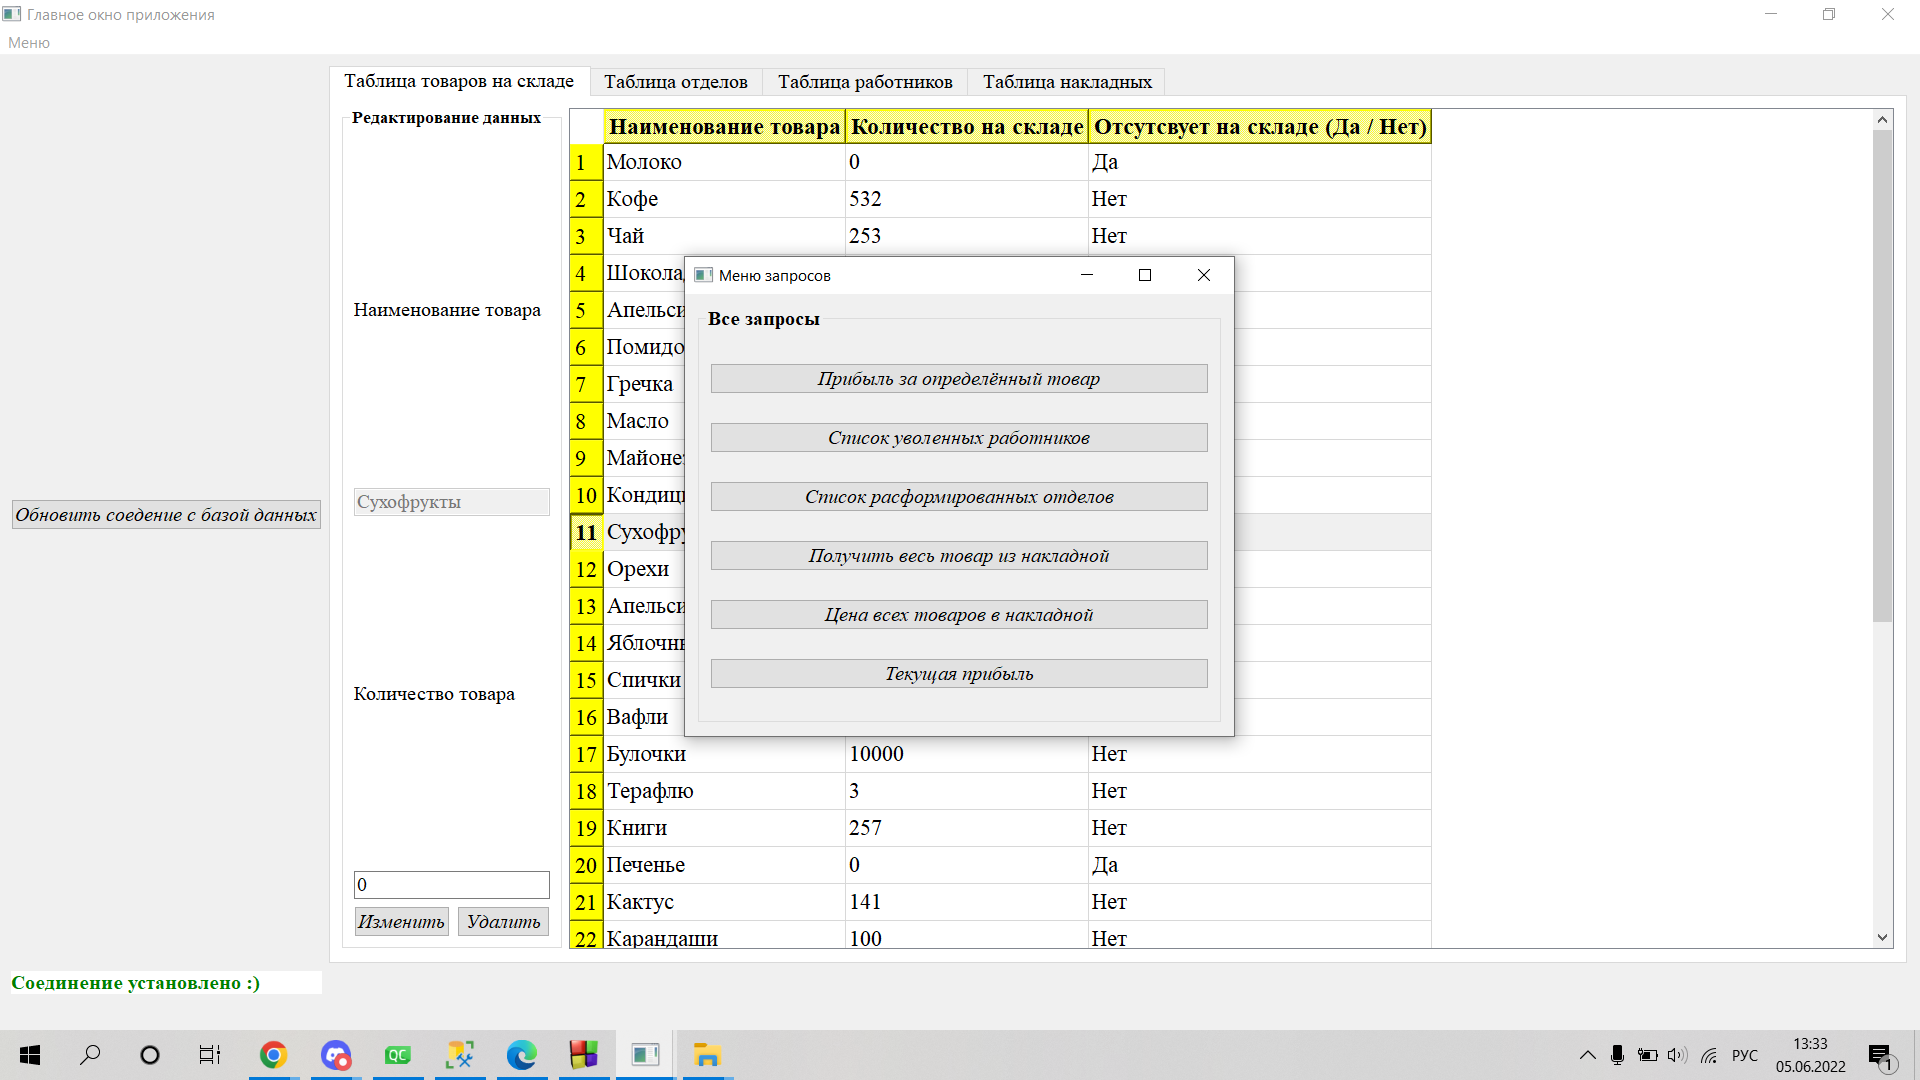 Главное окно приложения
Меню
Таблица товаров на складе
Таблица отделов
Таблица работников
Таблица накладных
Редактирование данных
Наименование товара
Сухофрукты
Количество товара
0
Изменить
Удалить
Обновить соедение с базой данных
Соединение установлено :)
Наименование товара Количество на складе Отсутсвует на складе (Да / Нет)
1 Молоко 0 Да
2 Кофе 532 Нет
3 Чай 253 Нет
4 Шокола
5 Апельси
6 Помидо
7 Гречка
8 Масло
9 Майоне
10 Кондиц
11 Сухофр
12 Орехи
13 Апельси
14 Яблочн
15 Спички
16 Вафли
17 Булочки 10000 Нет
18 Терафлю 3 Нет
19 Книги 257 Нет
20 Печенье 0 Да
21 Кактус 141 Нет
22 Карандаши 100 Нет
Меню запросов
Все запросы
Прибыль за определённый товар
Список уволенных работников
Список расформированных отделов
Получить весь товар из накладной
Цена всех товаров в накладной
Текущая прибыль
QC
РУС
13:33
05.06.2022
1